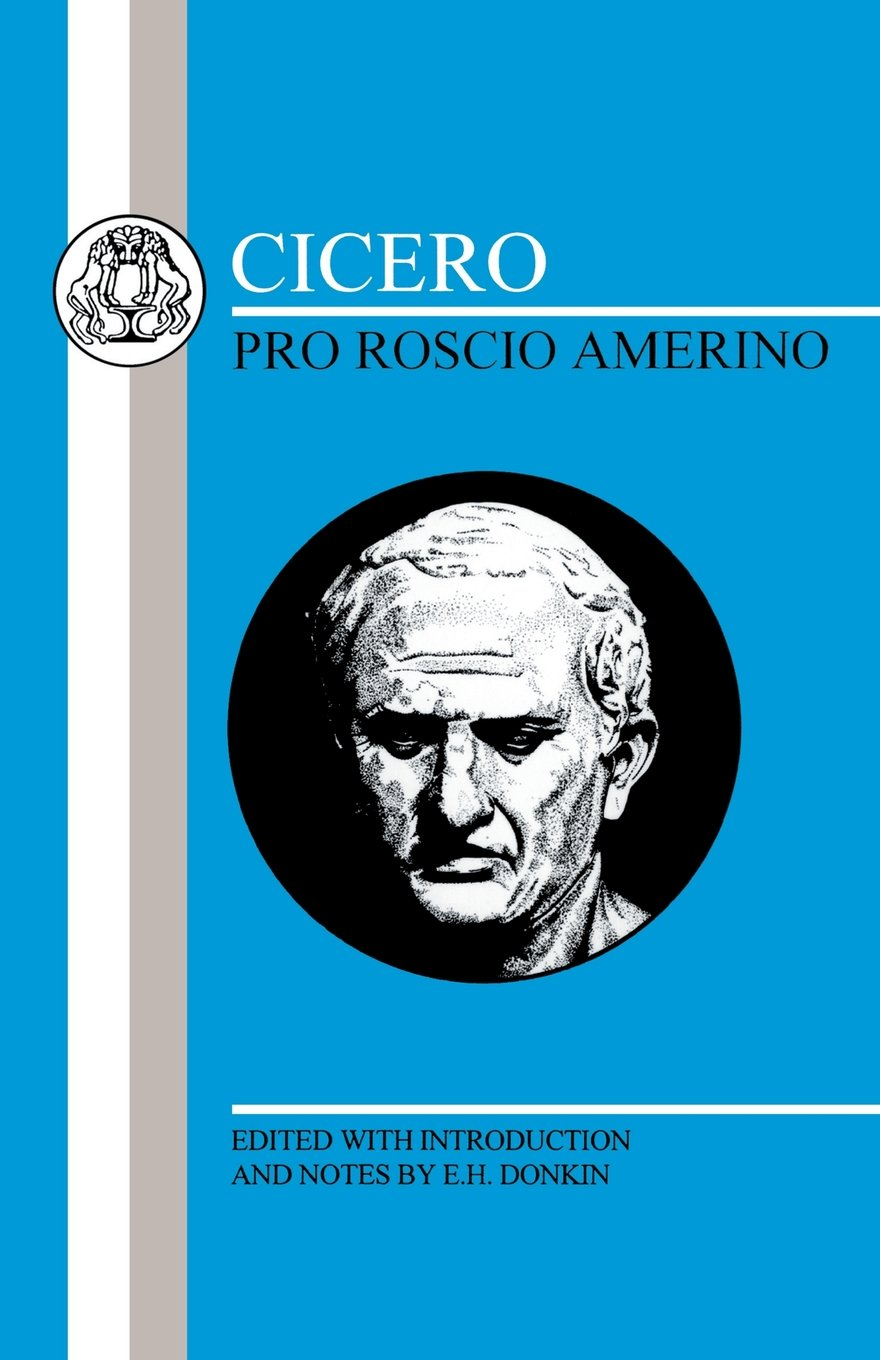 CICERO
PRO ROSCIO AMERINO
EDITED WITH INTRODUCTION
AND NOTES BY E.H. DONKIN